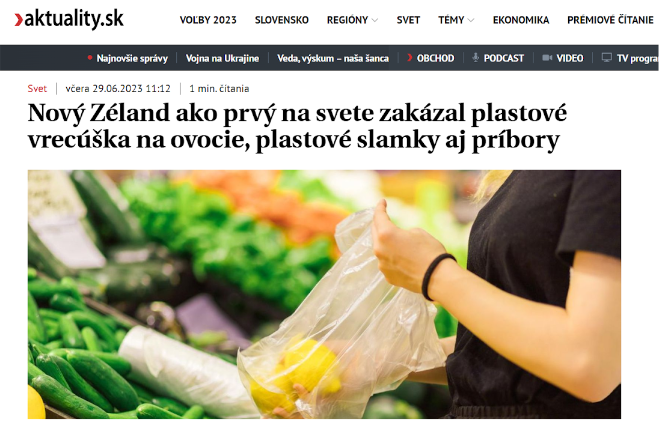 aktuality.sk
VOĽBY 2023 SLOVENSKO REGIÓNY SVET TÉMY EKONOMIKA PRÉMIOVÉ ČÍTANIE
Najnovšie správy Vojna na Ukrajine Veda, výskum – naša šanca OBCHOD PODCAST VIDEO TV progra
Svet včera 29.06.2023 11:12 1 min. čítania
Nový Zéland ako prvý na svete zakázal plastové
vrecúška na ovocie, plastové slamky aj príbory